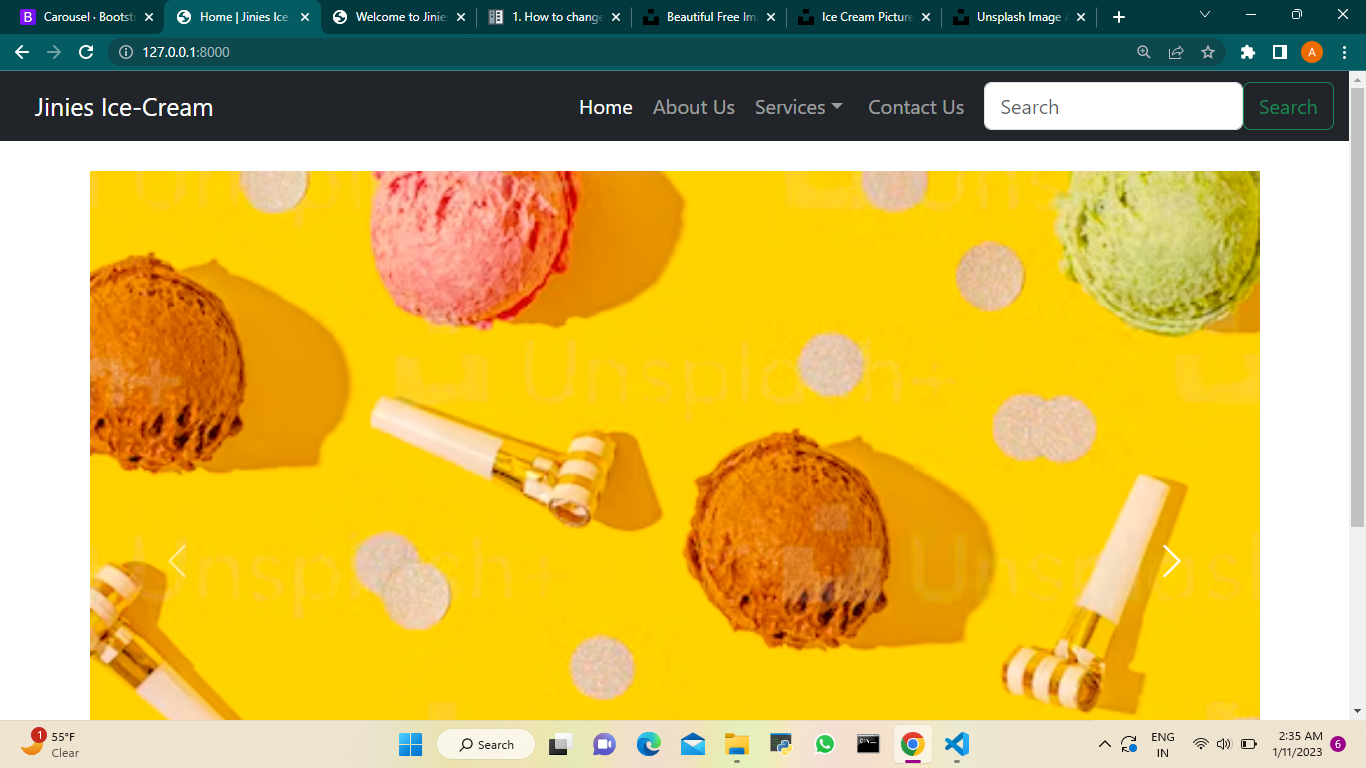 Carousel · Bootst
Home | Jinies Ice
Welcome to Jinie
1. How to change
Beautiful Free Im
Ice Cream Picture
Unsplash Image A
127.0.0.1:8000
A
Jinies Ice-Cream
Home
About Us
Services
Contact Us
Search
Search
Unsplash+
Unsplash+
1
55°F
Clear
Search
ENG
IN
2:35 AM
1/11/2023
6